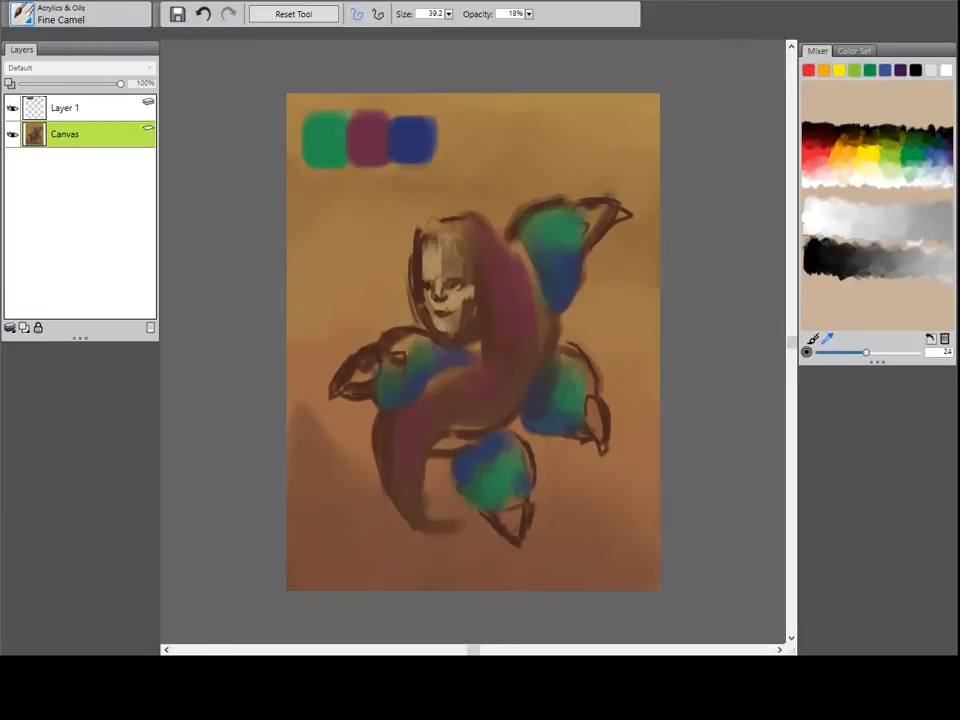 Acrylics & Oils
Fine Camel
Reset Tool
Size: 39.2
Opacity: 18%
Layers
Default
100%
Layer 1
Canvas
Mixer
Color Set
24